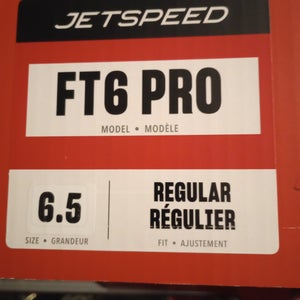 JETSPEED
FT6 PRO
MODEL • MODÈLE
6.5
SIZE • GRANDEUR
REGULAR
RÉGULIER
FIT • AJUSTEMENT